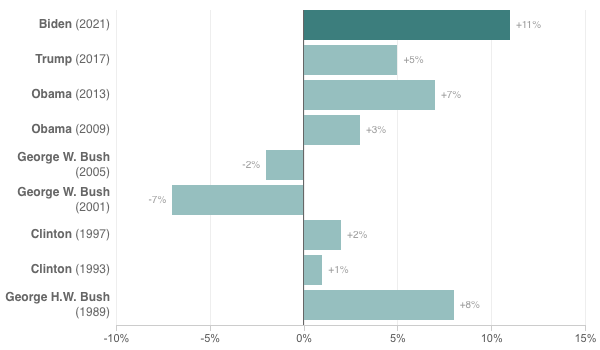 Biden (2021)
+11%
Trump (2017)
+5%
Obama (2013)
+7%
Obama (2009)
+3%
George W. Bush
(2005)
-2%
George W. Bush
(2001)
-7%
Clinton (1997)
+2%
Clinton (1993)
+1%
George H.W. Bush
(1989)
+8%
-10% -5% 0% 5% 10% 15%